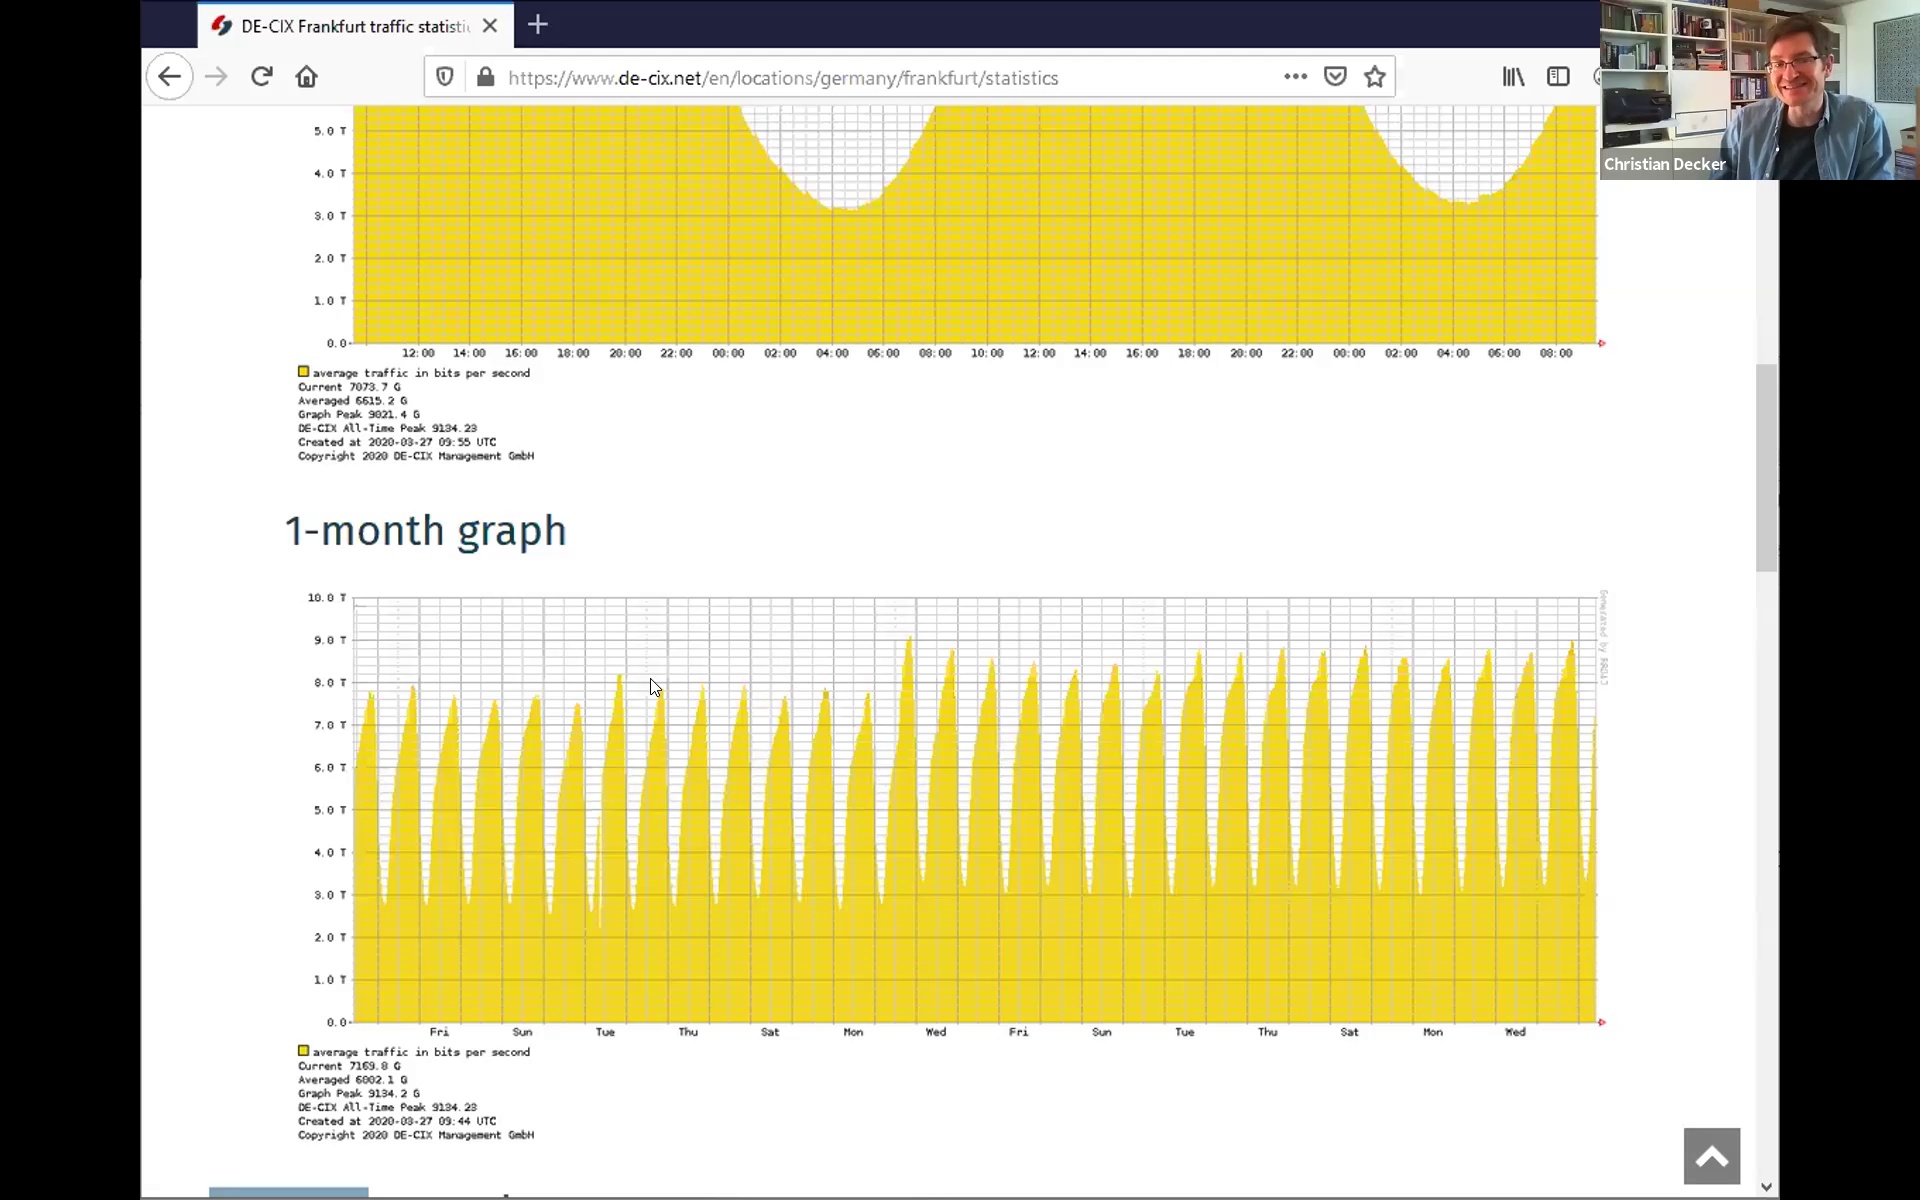 DE-CIX Frankfurt traffic statisti
https://www.de-cix.net/en/locations/germany/frankfurt/statistics
Christian Decker
5.0 T
4.0 T
3.0 T
2.0 T
1.0 T
0.0
12:00 14:00 16:00 18:00 20:00 22:00 00:00 02:00 04:00 06:00 08:00 10:00 12:00 14:00 16:00 18:00 20:00 22:00 00:00 02:00 04:00 06:00 08:00
average traffic in bits per second
Current 7073.7 G
Averaged 6615.2 G
Graph Peak 9021.4 G
DE-CIX All-Time Peak 9134.23
Created at 2020-03-27 09:55 UTC
Copyright 2020 DE-CIX Management GmbH
1-month graph
10.0 T
9.0 T
8.0 T
7.0 T
6.0 T
5.0 T
4.0 T
3.0 T
2.0 T
1.0 T
0.0
Generated by RRD4J
Fri Sun Tue Thu Sat Mon Wed Fri Sun Tue Thu Sat Mon Wed
average traffic in bits per second
Current 7169.8 G
Averaged 6002.1 G
Graph Peak 9134.2 G
DE-CIX All-Time Peak 9134.23
Created at 2020-03-27 09:44 UTC
Copyright 2020 DE-CIX Management GmbH